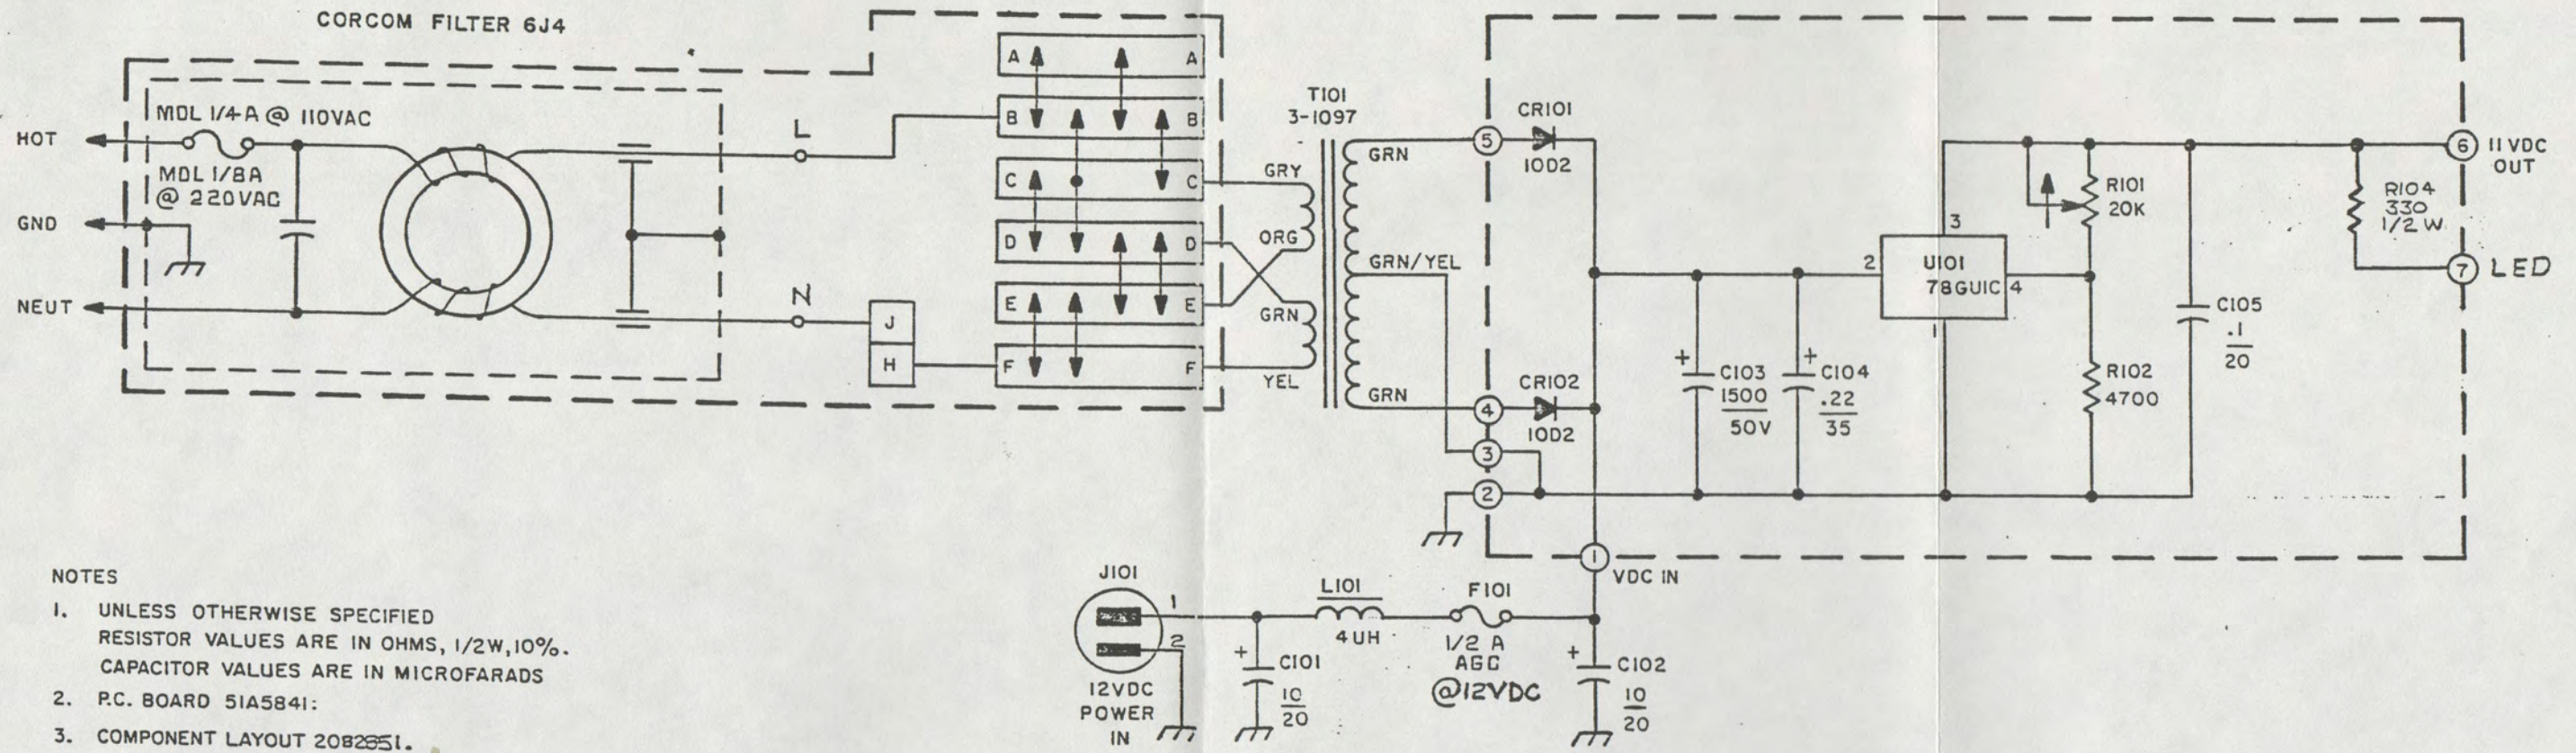 CORCOM FILTER 6J4
MDL 1/4A @ 110VAC
HOT
MDL 1/8A
@ 220VAC
GND
NEUT
L
N
J
H
A A
B B
C C
D D
E E
F F
T101
3-1097
GRY
ORG
GRN
YEL
GRN
GRN/YEL
GRN
5
4
3
2
1
VDC IN
CR101
10D2
CR102
10D2
C103
1500
50V
C104
.22
35
2
3
U101
78GUIC
4
1
R101
20K
R102
4700
C105
.1
20
R104
330
1/2 W
6
11 VDC
OUT
7
LED
J101
1
2
12VDC
POWER
IN
C101
10
20
L101
4UH
F101
1/2 A
AGC
@12VDC
C102
10
20
NOTES
1. UNLESS OTHERWISE SPECIFIED
RESISTOR VALUES ARE IN OHMS, 1/2W, 10%.
CAPACITOR VALUES ARE IN MICROFARADS
2. P.C. BOARD 51A5841:
3. COMPONENT LAYOUT